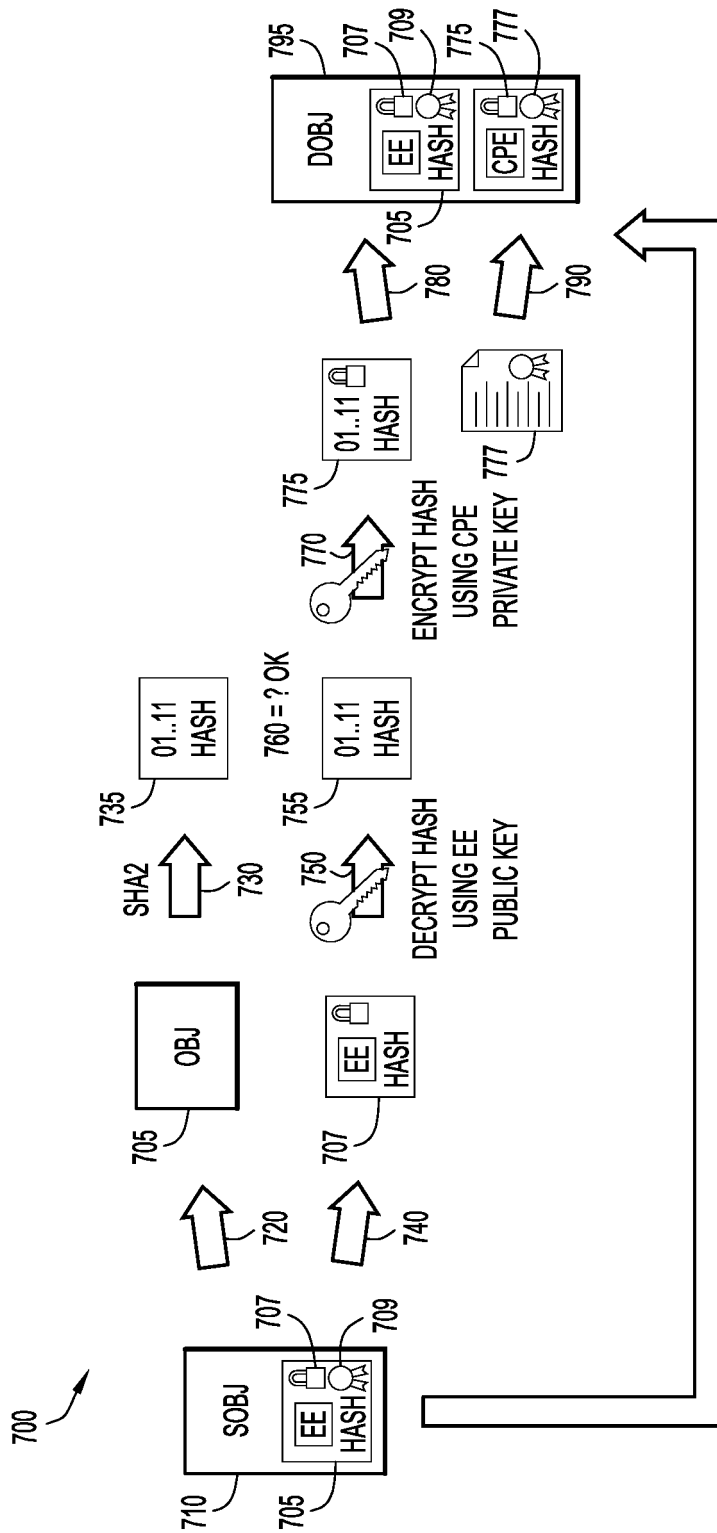 700
710
SOBJ
EE
HASH
707
709
705
720
740
705
OBJ
EE
HASH
707
SHA2
730
750
DECRYPT HASH
USING EE
PUBLIC KEY
735
01..11
HASH
760 = ? OK
755
01..11
HASH
770
ENCRYPT HASH
USING CPE
PRIVATE KEY
775
01..11
HASH
777
780
790
795
DOBJ
EE
HASH
707
709
705
CPE
HASH
775
777